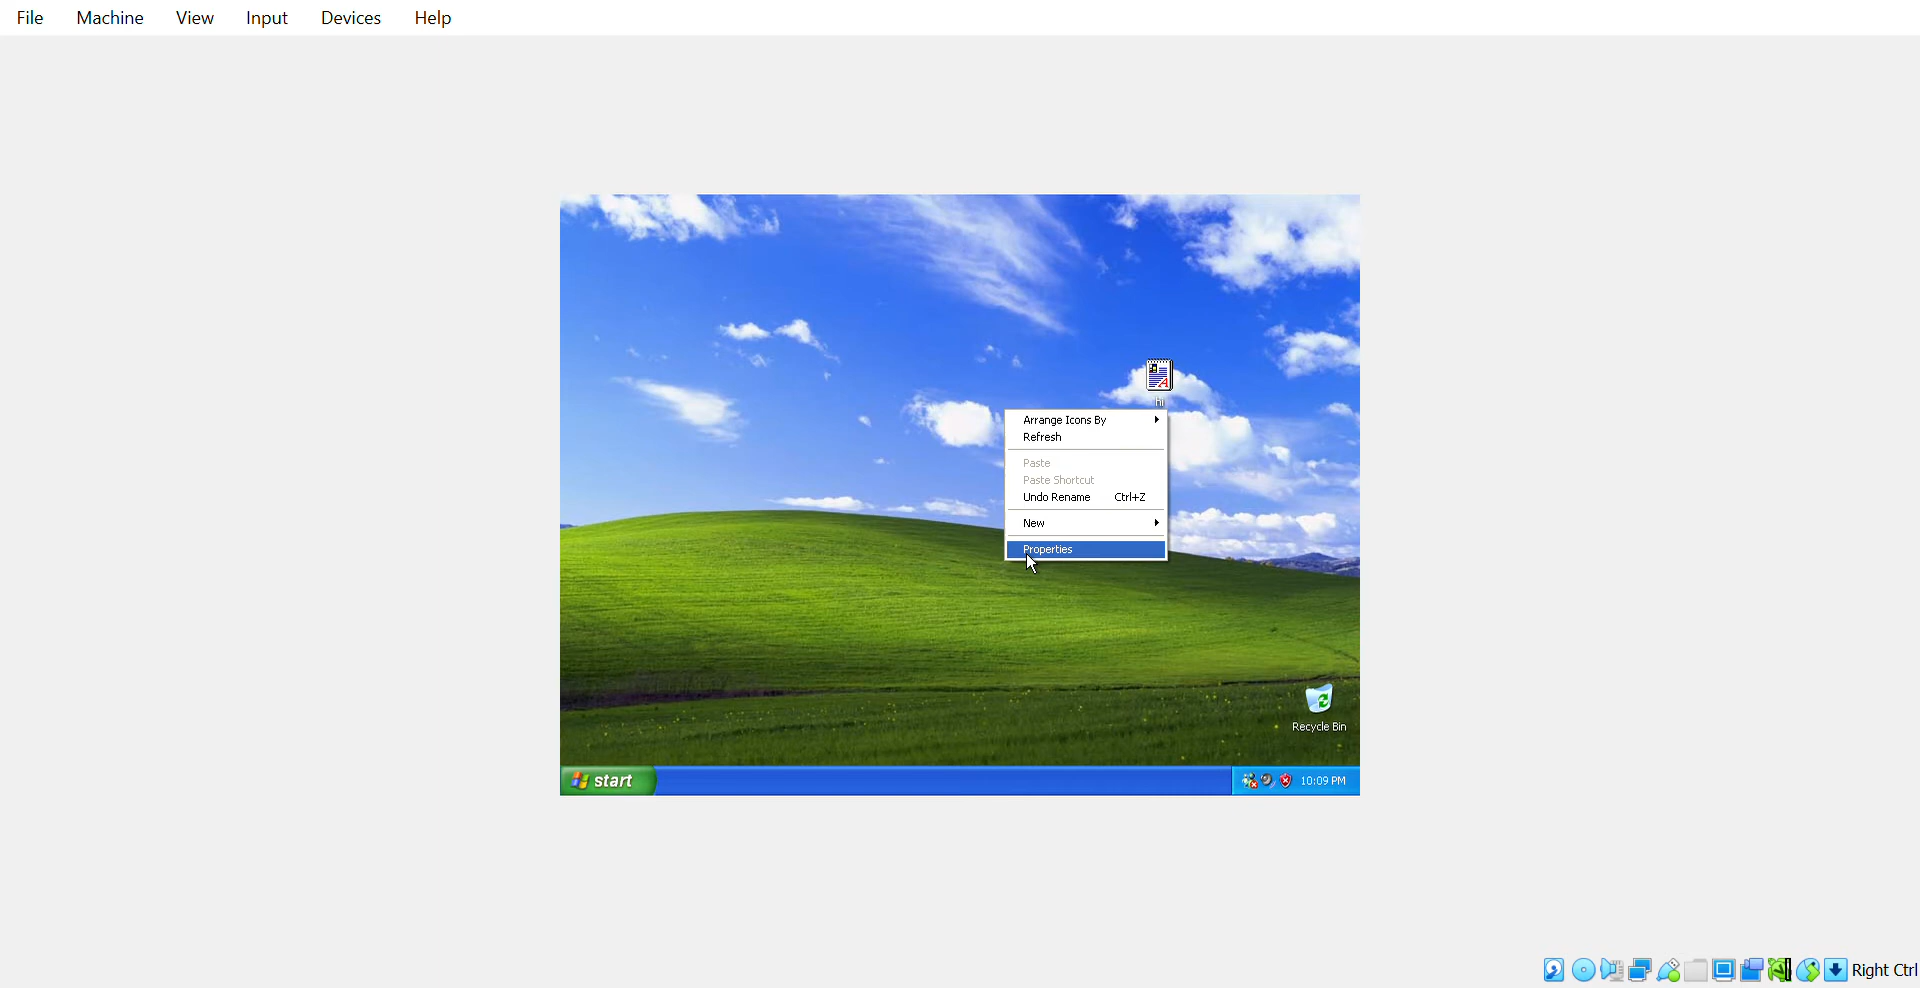 File Machine View Input Devices Help
hi
Arrange Icons By
Refresh
Paste
Paste Shortcut
Undo Rename Ctrl+Z
New
Properties
Recycle Bin
start
10:09 PM
Right Ctrl